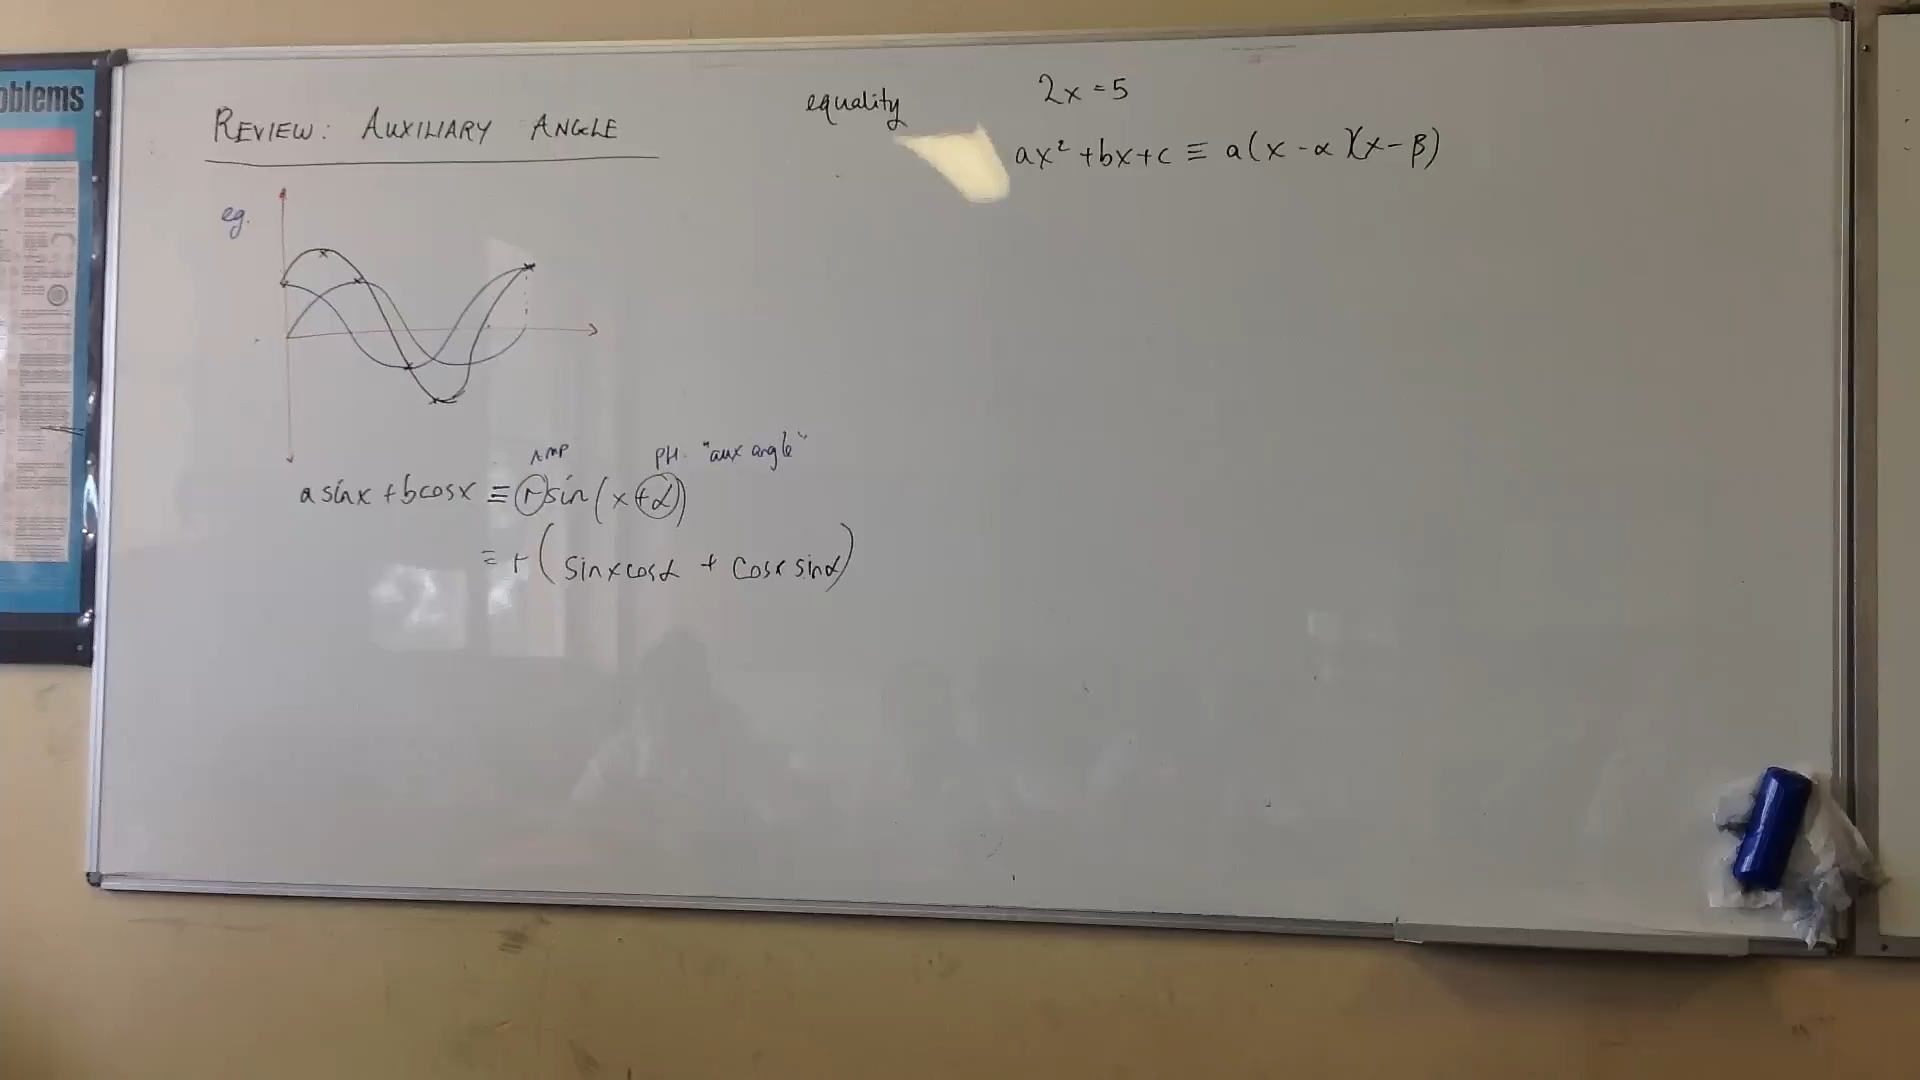 oblems
REVIEW: AUXILIARY ANGLE
eg.
equality
2x = 5
ax² + bx + c ≡ a(x - α)(x - β)
AMP PH. "aux angle"
a sinx + b cosx ≡ r sin(x + α)
≡ r (sinx cosα + cosx sinα)